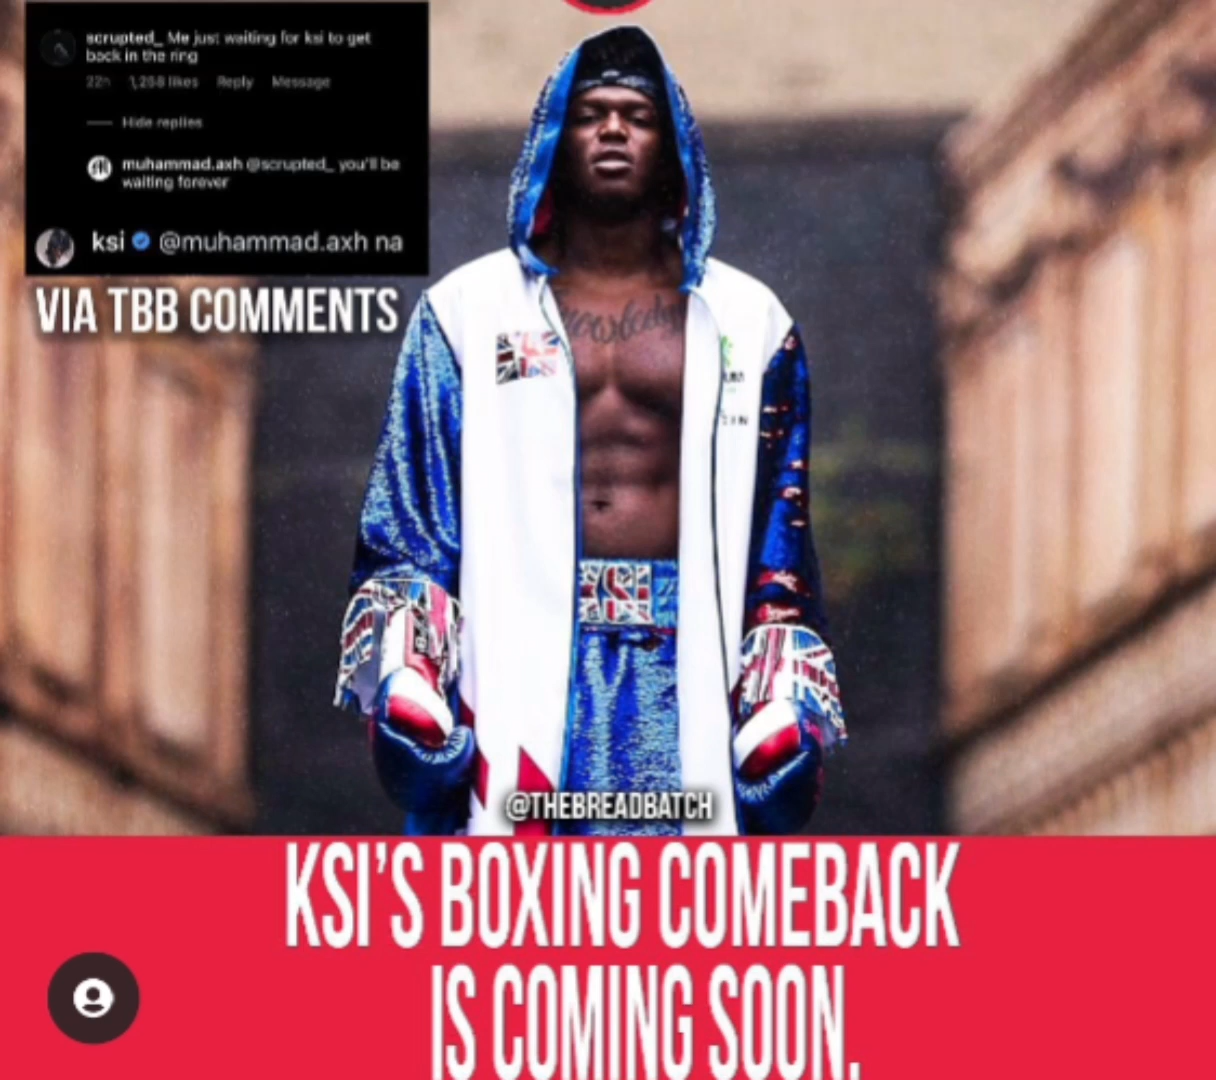 scrupted_ Me just waiting for ksi to get
back in the ring
22h 1,268 likes Reply Message
Hide replies
muhammad.axh @scrupted_ you'll be
waiting forever
ksi @muhammad.axh na
VIA TBB COMMENTS
KSI
@THEBREADBATCH
KSI'S BOXING COMEBACK
IS COMING SOON.